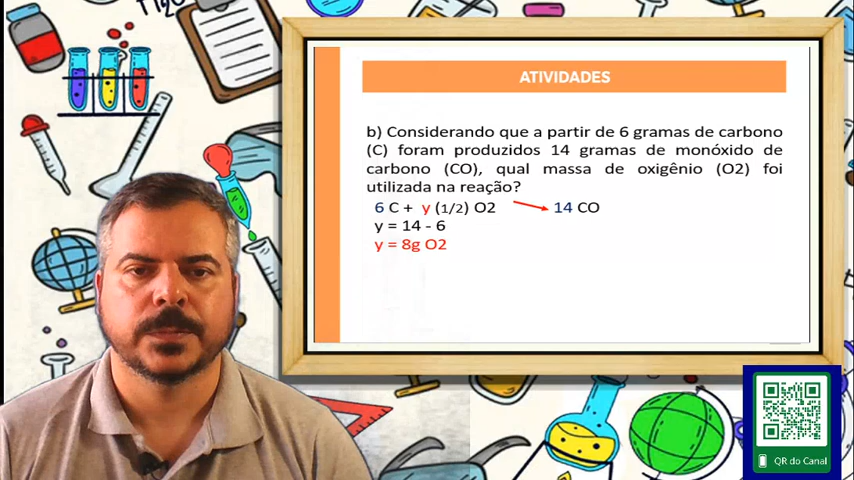 H20
ATIVIDADES
b) Considerando que a partir de 6 gramas de carbono
(C) foram produzidos 14 gramas de monóxido de
carbono (CO), qual massa de oxigênio (O2) foi
utilizada na reação?
6 C + y (1/2) O2 14 CO
y = 14 - 6
y = 8g O2
QR do Canal